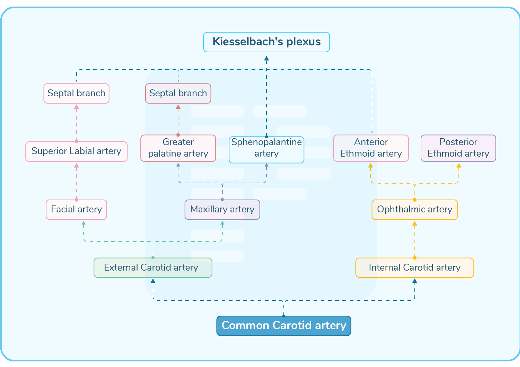 Kiesselbach's plexus
Septal branch
Septal branch
Superior Labial artery
Greater
palatine artery
Sphenopalantine
artery
Anterior
Ethmoid artery
Posterior
Ethmoid artery
Facial artery
Maxillary artery
Ophthalmic artery
External Carotid artery
Internal Carotid artery
Common Carotid artery